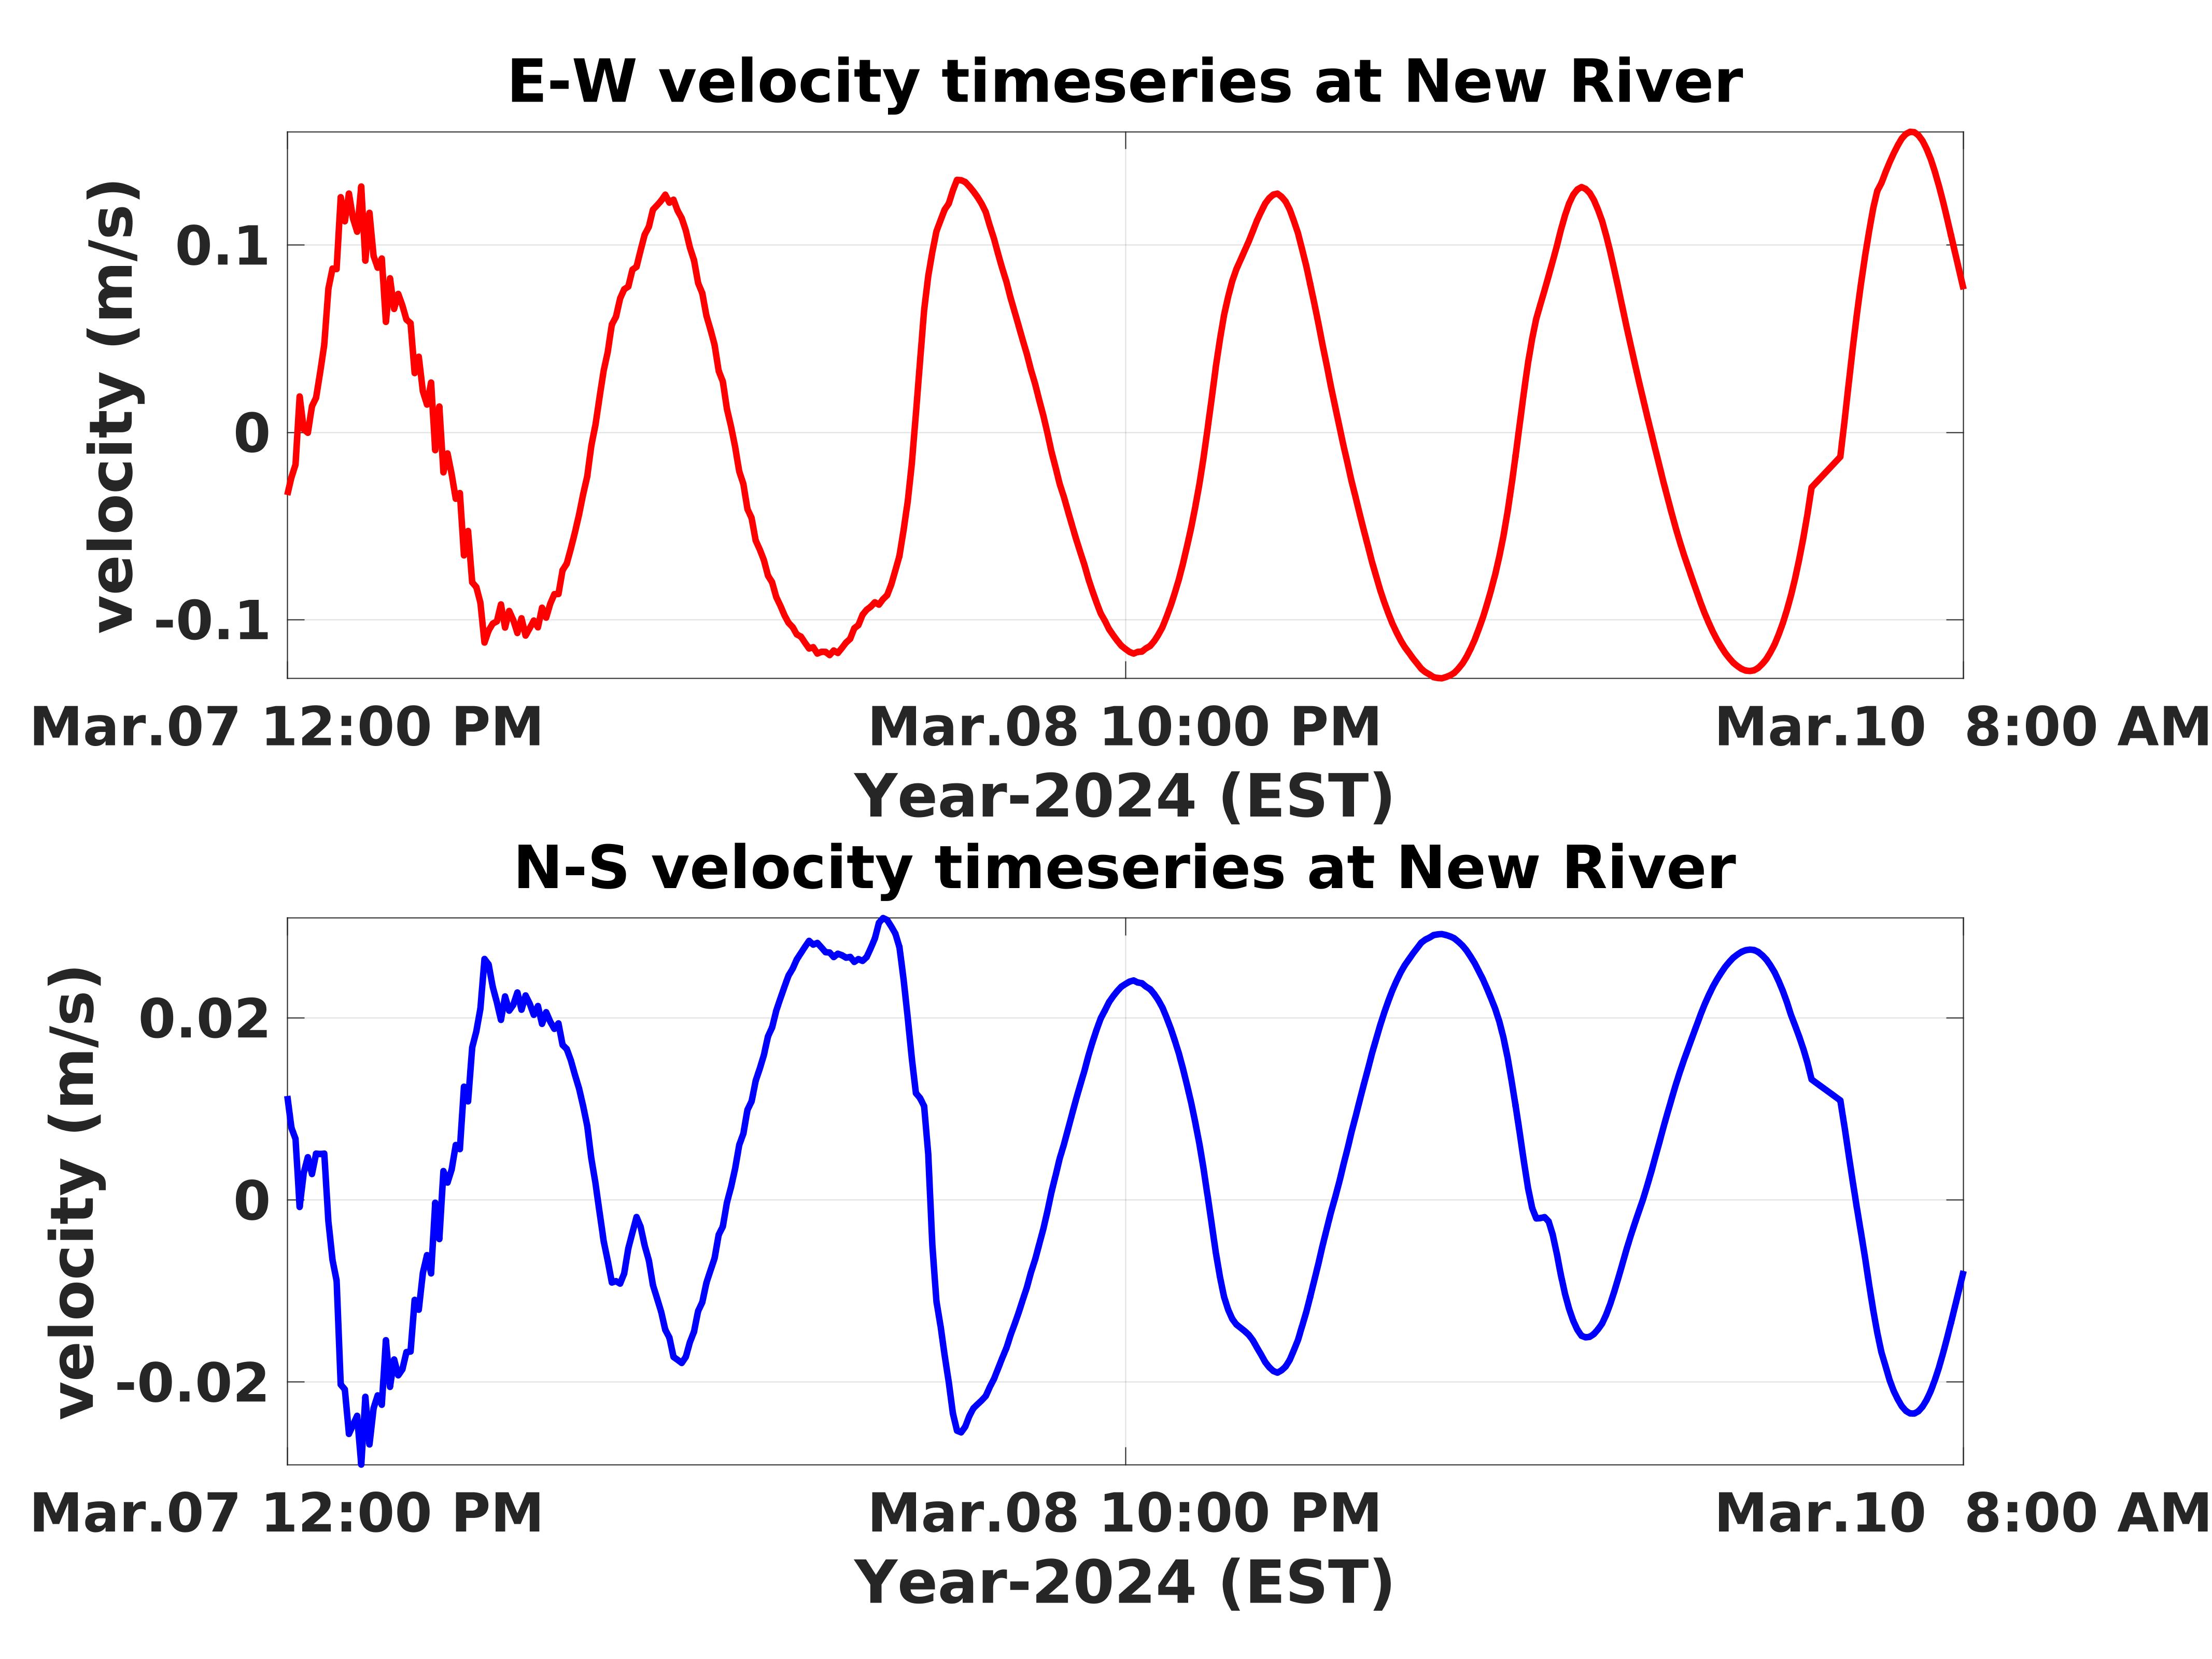 E-W velocity timeseries at New River
velocity (m/s)
0.1
0
-0.1
Mar.07 12:00 PM
Mar.08 10:00 PM
Mar.10  8:00 AM
Year-2024 (EST)
N-S velocity timeseries at New River
velocity (m/s)
0.02
0
-0.02
Mar.07 12:00 PM
Mar.08 10:00 PM
Mar.10  8:00 AM
Year-2024 (EST)